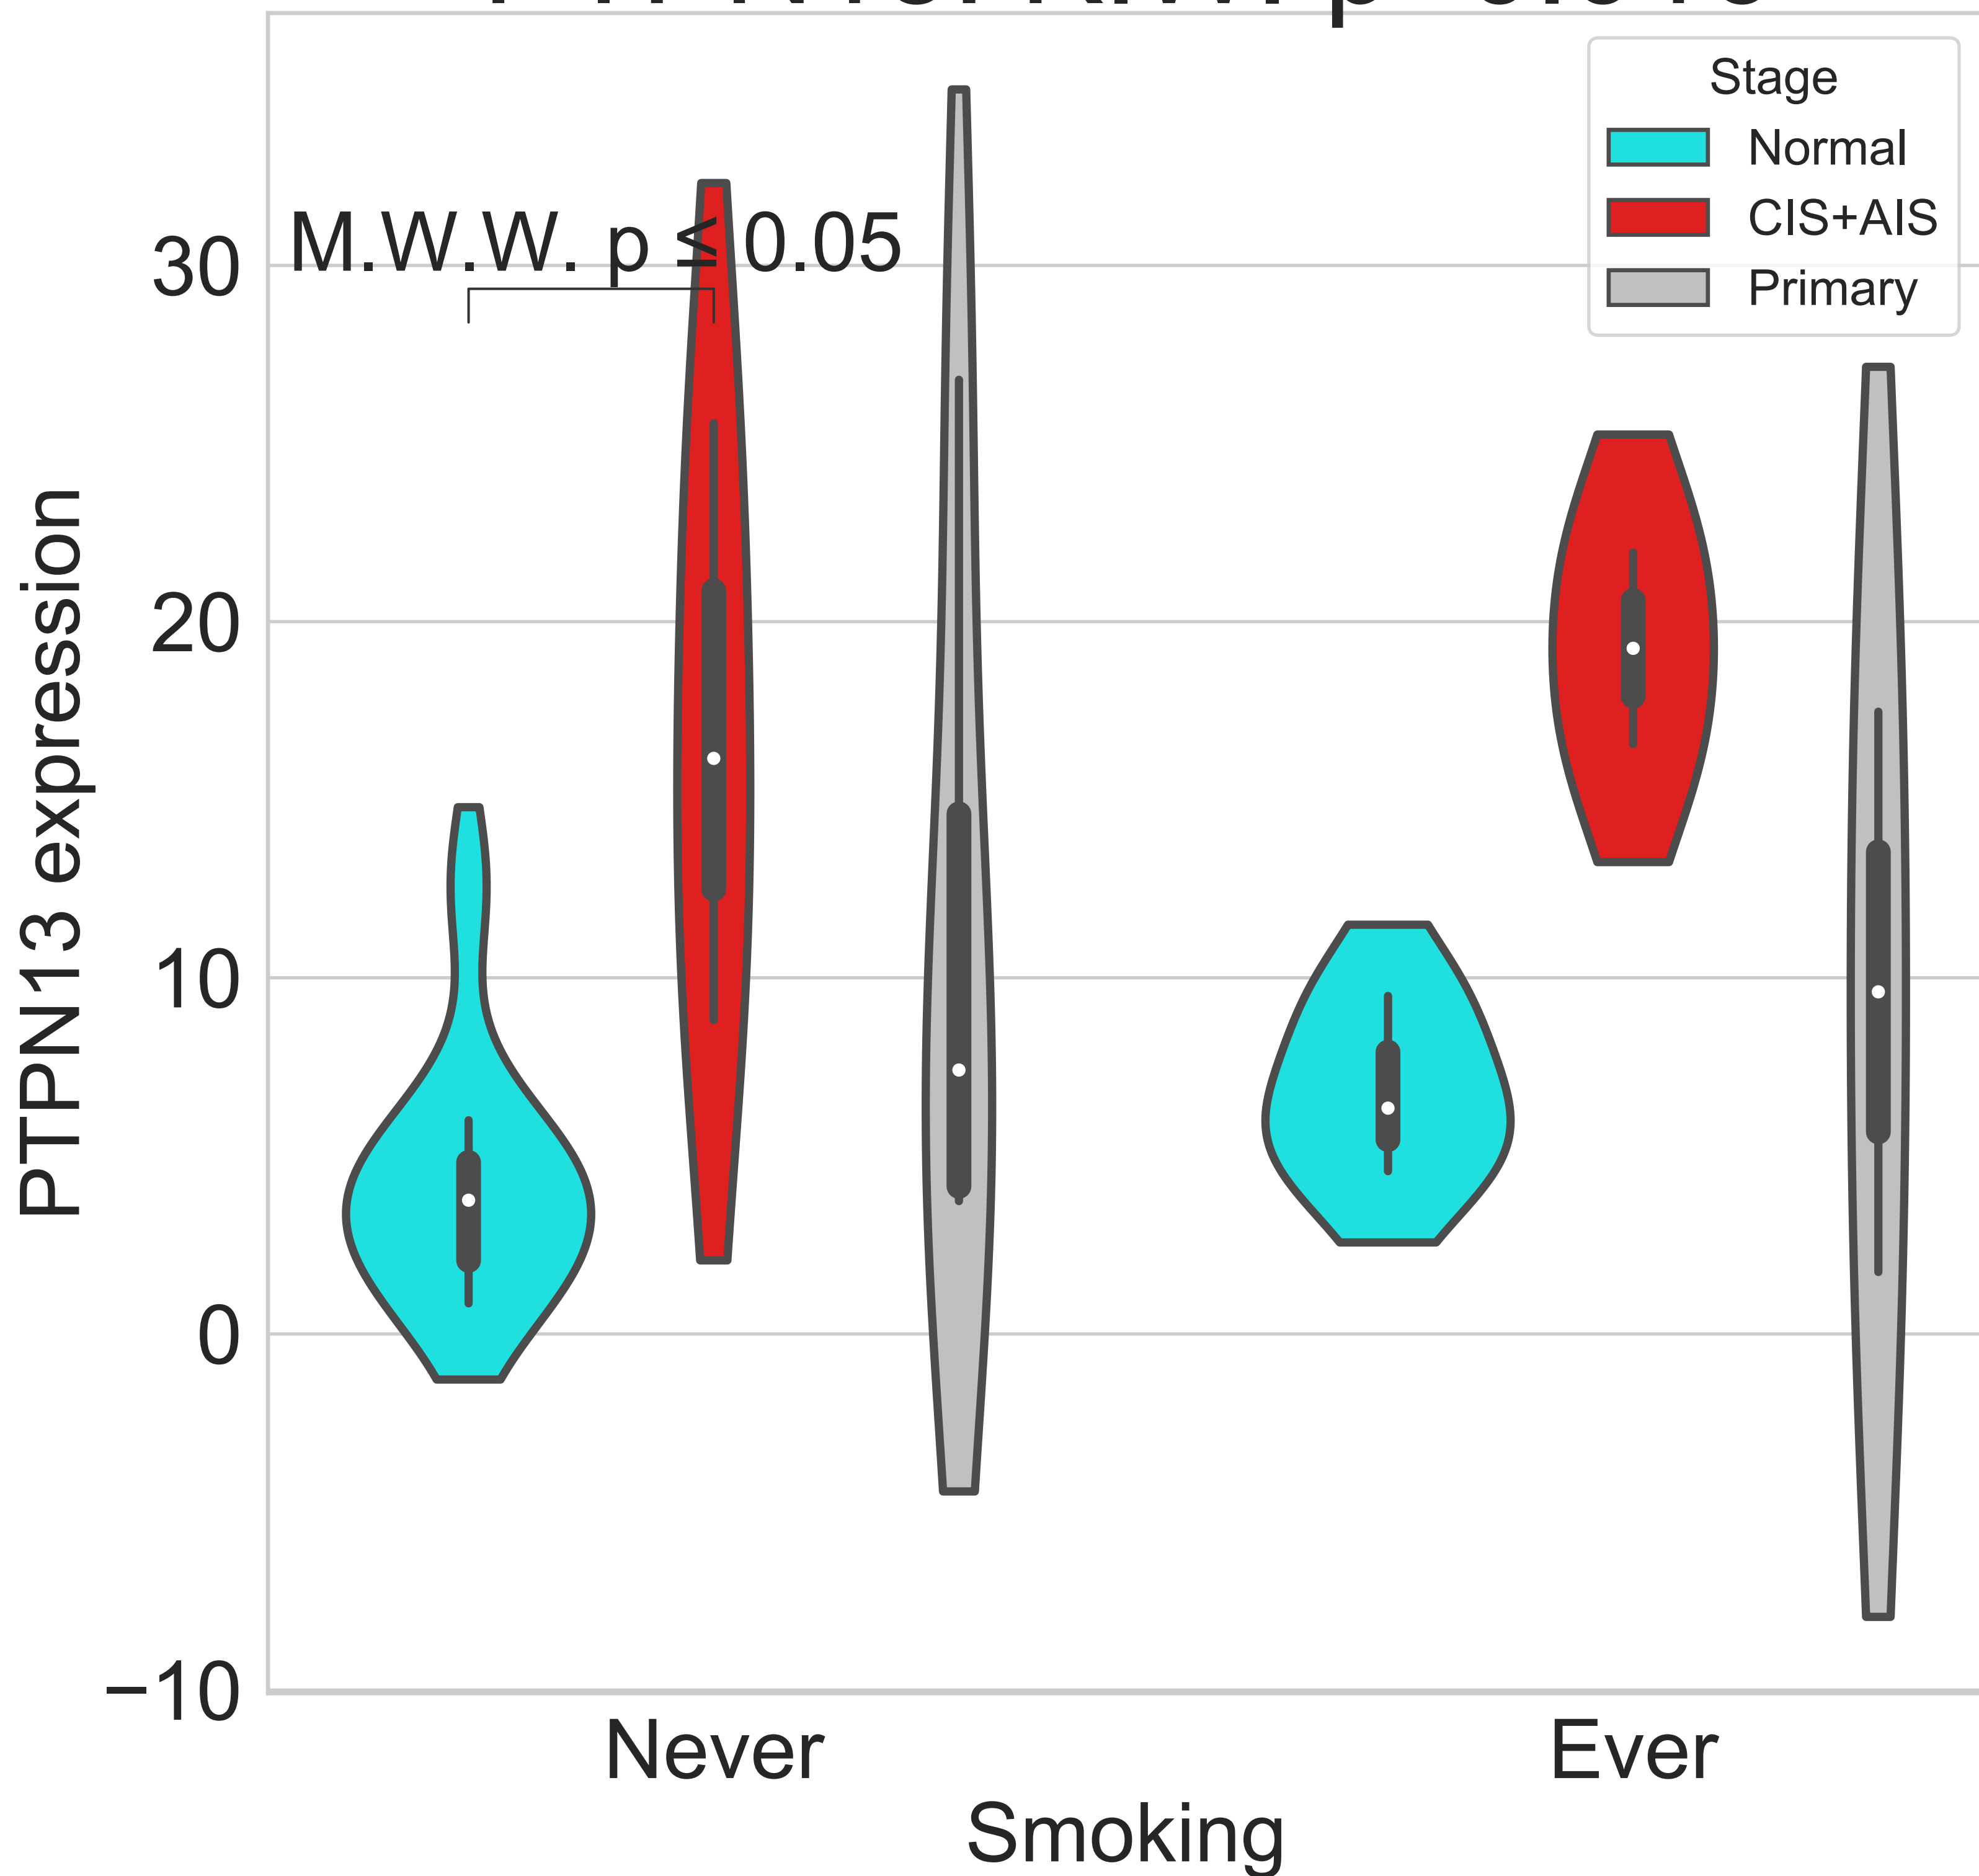 Stage
Normal
CIS+AIS
Primary
M.W.W. p ≤ 0.05
30
20
10
0
−10
PTPN13 expression
Never
Ever
Smoking